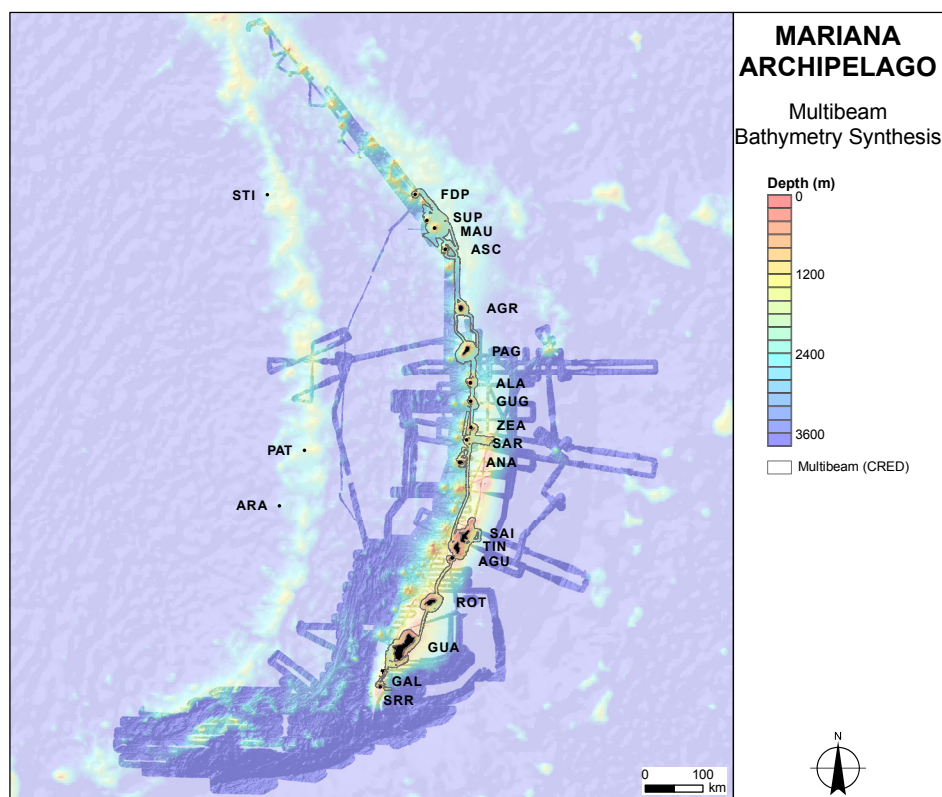 MARIANA
ARCHIPELAGO
Multibeam
Bathymetry Synthesis
Depth (m)
0
1200
2400
3600
Multibeam (CRED)
STI
FDP
SUP
MAU
ASC
AGR
PAG
ALA
GUG
ZEA
SAR
PAT
ANA
ARA
SAI
TIN
AGU
ROT
GUA
GAL
SRR
N
0 100
km